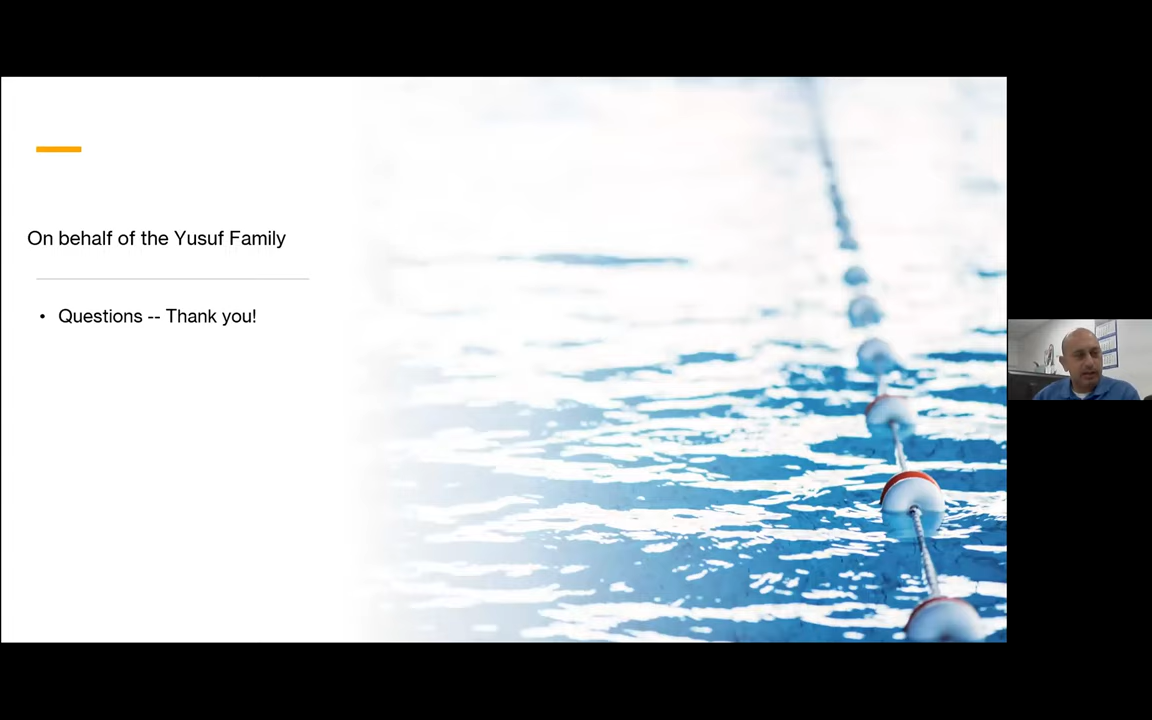 On behalf of the Yusuf Family
• Questions -- Thank you!